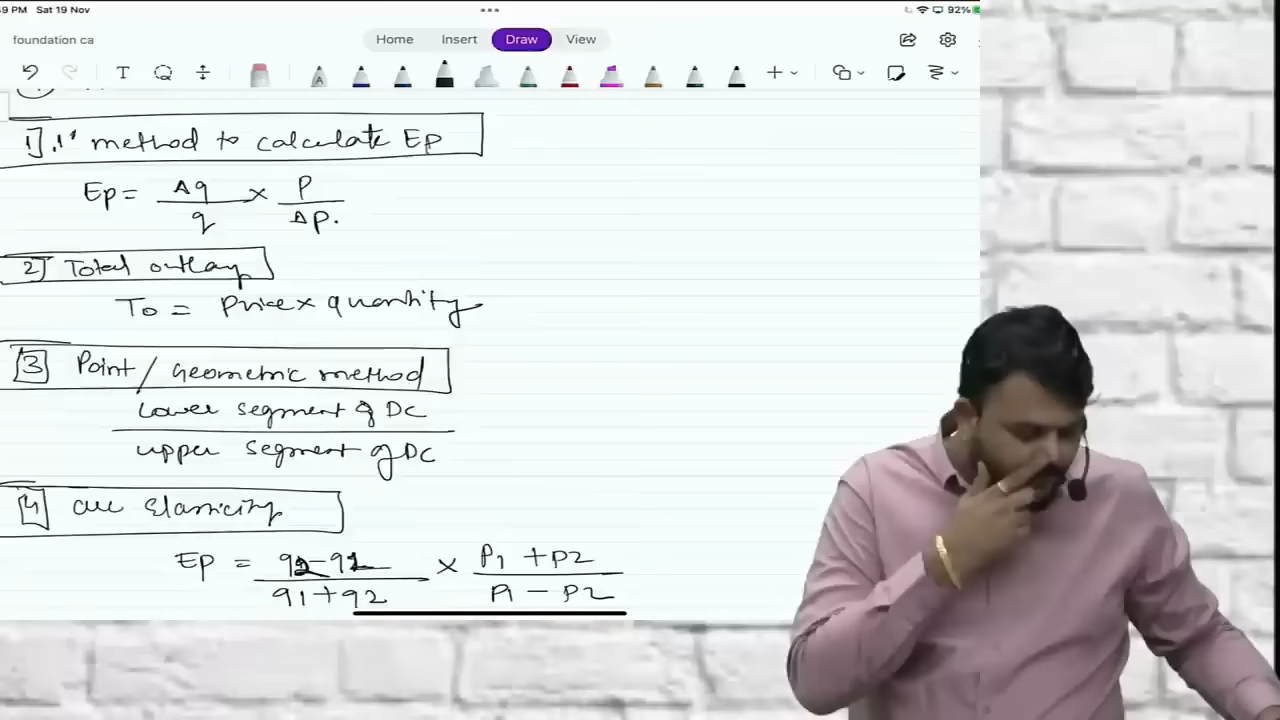 9 PM Sat 19 Nov
92%
foundation ca
Home Insert Draw View
1] method to calculate Ep
Ep = Δq/q × P/Δp.
2] Total outlay
To = Price × quantity
3 Point / Geometric method
Lower segment of DC
upper segment of DC
4 arc Elasticity
Ep = q2-q1/q1+q2 × P1+P2/P1-P2